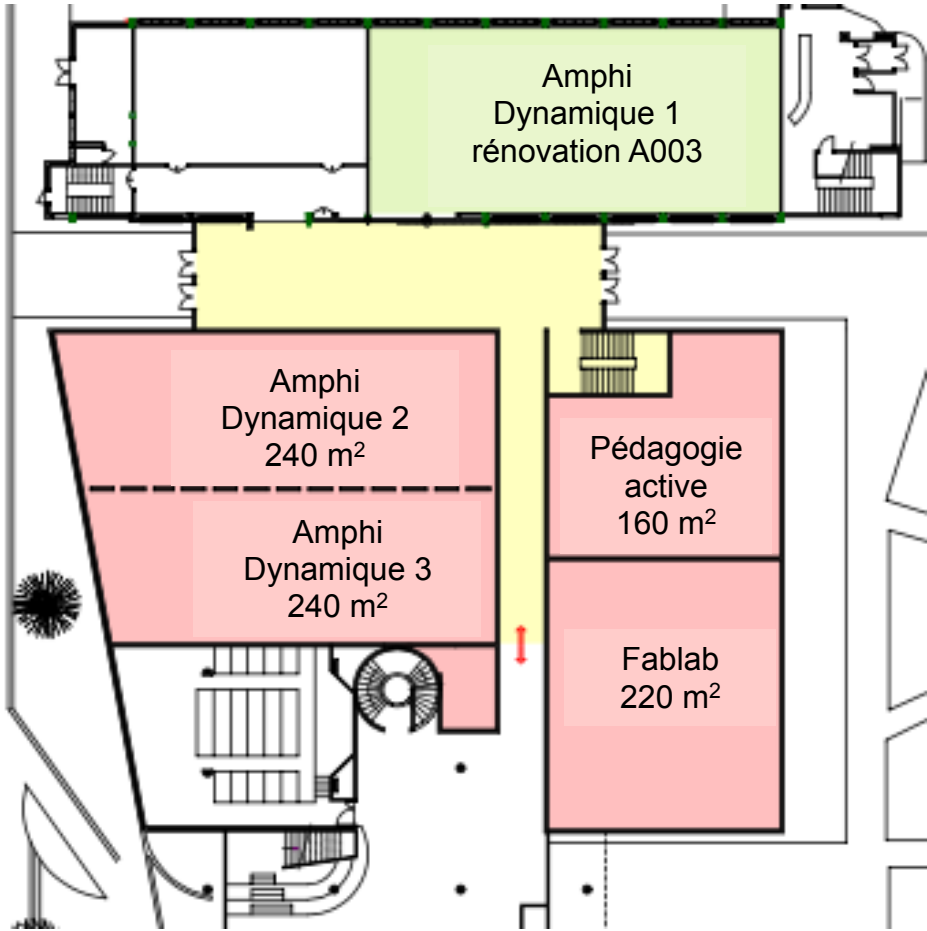 Amphi
Dynamique 1
rénovation A003
Amphi
Dynamique 2
240 m²
Pédagogie
active
160 m²
Amphi
Dynamique 3
240 m²
Fablab
220 m²